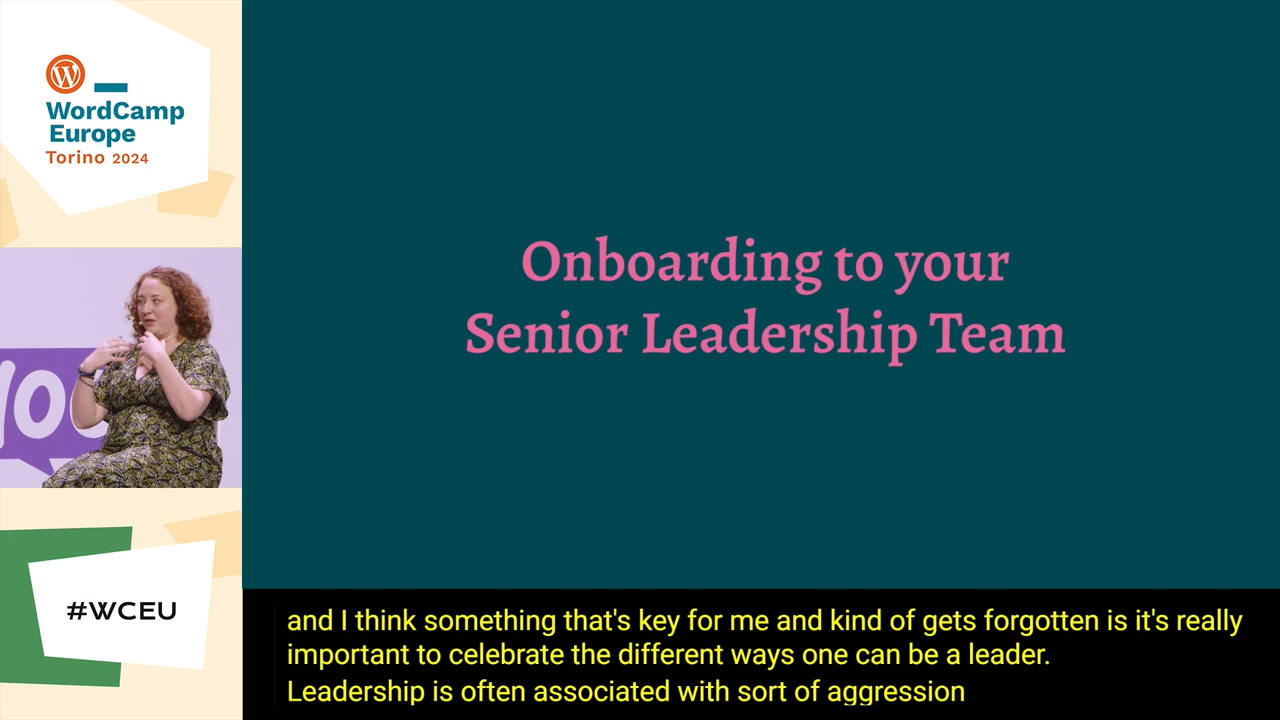 WordCamp
Europe
Torino 2024
Onboarding to your
Senior Leadership Team
#WCEU
and I think something that's key for me and kind of gets forgotten is it's really
important to celebrate the different ways one can be a leader.
Leadership is often associated with sort of aggression